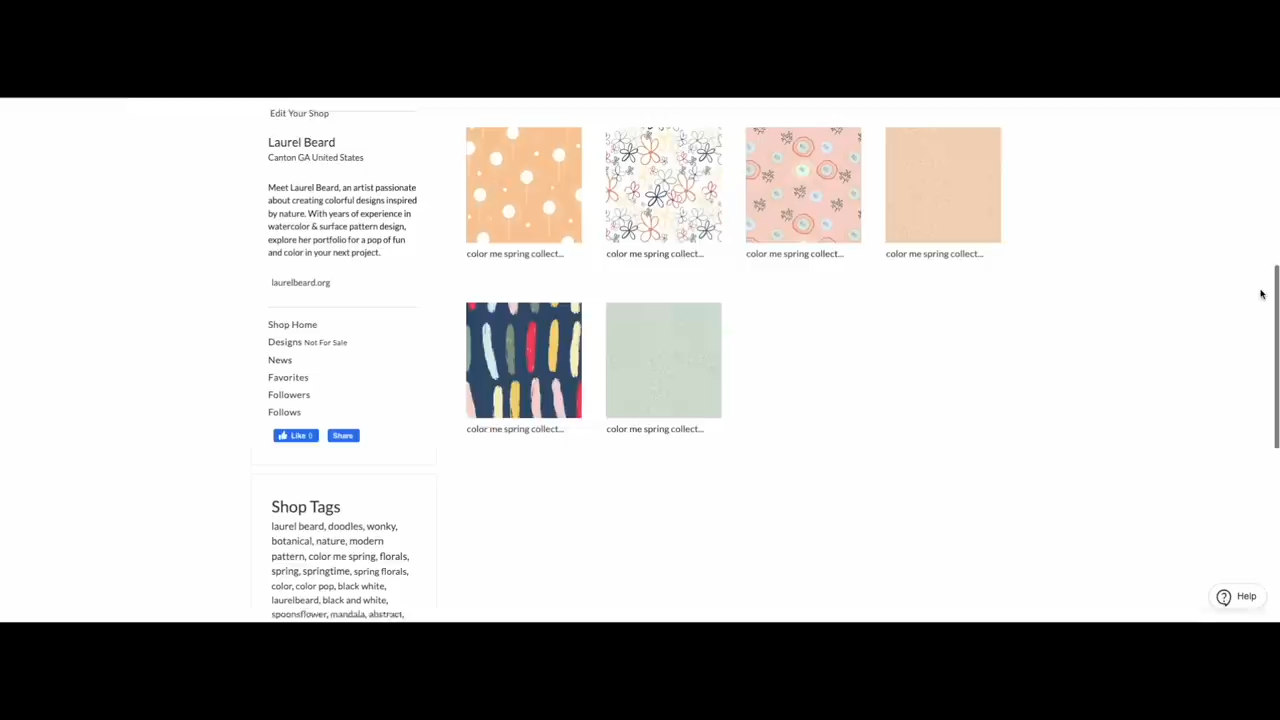 Edit Your Shop
Laurel Beard
Canton GA United States
Meet Laurel Beard, an artist passionate
about creating colorful designs inspired
by nature. With years of experience in
watercolor & surface pattern design,
explore her portfolio for a pop of fun
and color in your next project.
laurelbeard.org
Shop Home
Designs Not For Sale
News
Favorites
Followers
Follows
Like 0 Share
Shop Tags
laurel beard, doodles, wonky,
botanical, nature, modern
pattern, color me spring, florals,
spring, springtime, spring florals,
color, color pop, black white,
laurelbeard, black and white,
spoonsflower, mandala, abstract,
color me spring collect... color me spring collect... color me spring collect... color me spring collect...
color me spring collect... color me spring collect...
Help